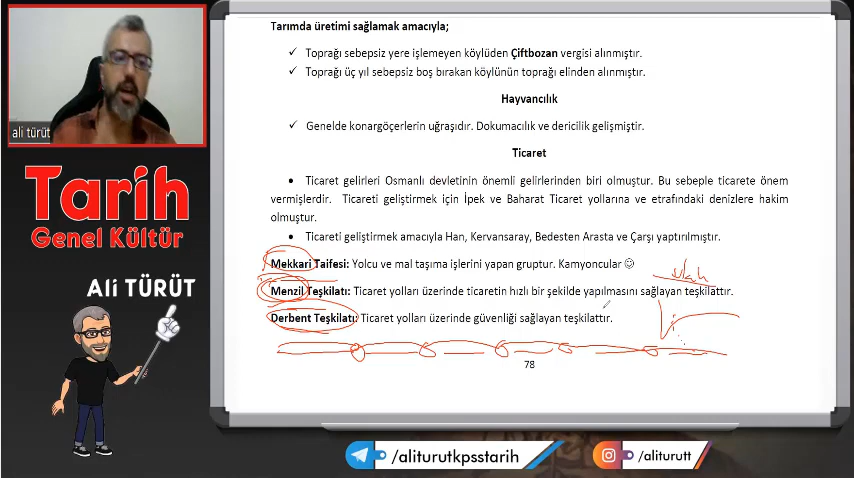 Tarımda üretimi sağlamak amacıyla;
✓ Toprağı sebepsiz yere işlemeyen köylüden Çiftbozan vergisi alınmıştır.
✓ Toprağı üç yıl sebepsiz boş bırakan köylünün toprağı elinden alınmıştır.
Hayvancılık
✓ Genelde konargöçerlerin uğraşıdır. Dokumacılık ve dericilik gelişmiştir.
Ticaret
• Ticaret gelirleri Osmanlı devletinin önemli gelirlerinden biri olmuştur. Bu sebeple ticarete önem
vermişlerdir. Ticareti geliştirmek için İpek ve Baharat Ticaret yollarına ve etrafındaki denizlere hakim
olmuştur.
• Ticareti geliştirmek amacıyla Han, Kervansaray, Bedesten Arasta ve Çarşı yaptırılmıştır.
Mekkari Taifesi: Yolcu ve mal taşıma işlerini yapan gruptur. Kamyoncular ☺
Menzil Teşkilatı: Ticaret yolları üzerinde ticaretin hızlı bir şekilde yapılmasını sağlayan teşkilattır.
Derbent Teşkilatı: Ticaret yolları üzerinde güvenliği sağlayan teşkilattır.
78
ali türüt
Tarih
Genel Kültür
Ali TÜRÜT
/aliturutkpsstarih
/aliturutt